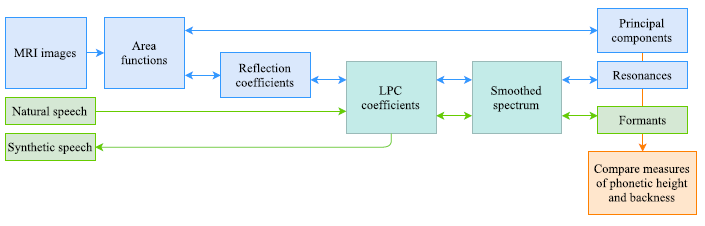 MRI images
Area
functions
Principal
components
Reflection
coefficients
LPC
coefficients
Smoothed
spectrum
Resonances
Natural speech
Formants
Synthetic speech
Compare measures
of phonetic height
and backness